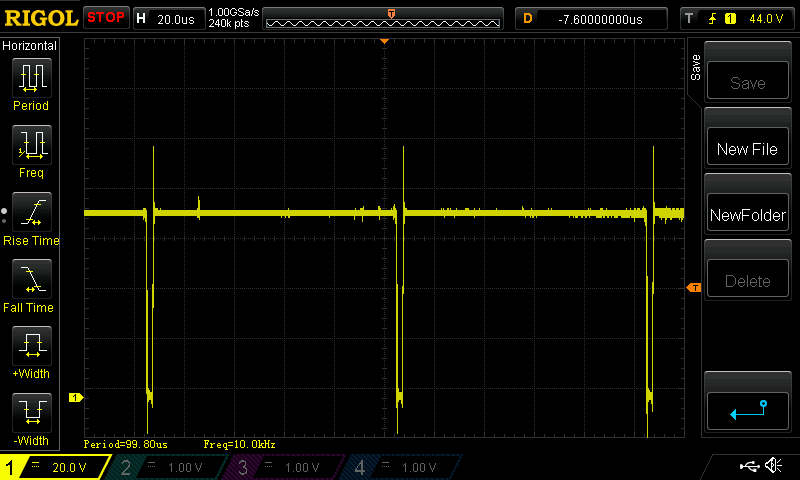 RIGOL STOP H 20.0us 1.00GSa/s 240k pts T D -7.60000000us T 1 44.0 V
Horizontal
Period
Freq
Rise Time
Fall Time
+Width
-Width
Save
Save
New File
NewFolder
Delete
T
1
Period=99.80us Freq=10.0kHz
1 20.0 V 2 1.00 V 3 1.00 V 4 1.00 V